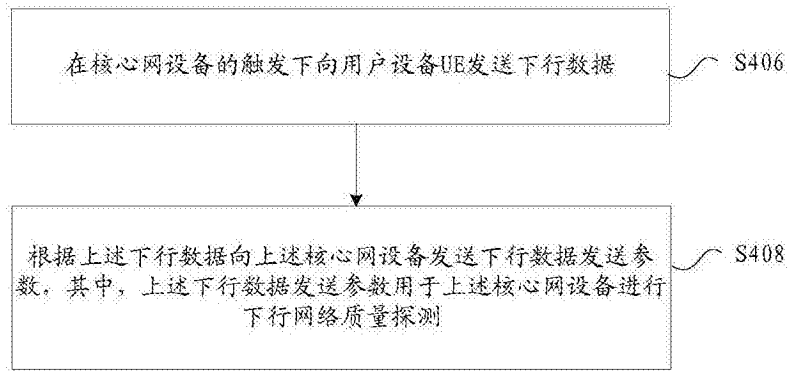 在核心网设备的触发下向用户设备UE发送下行数据
S406
根据上述下行数据向上述核心网设备发送下行数据发送参
数，其中，上述下行数据发送参数用于上述核心网设备进行
下行网络质量探测
S408